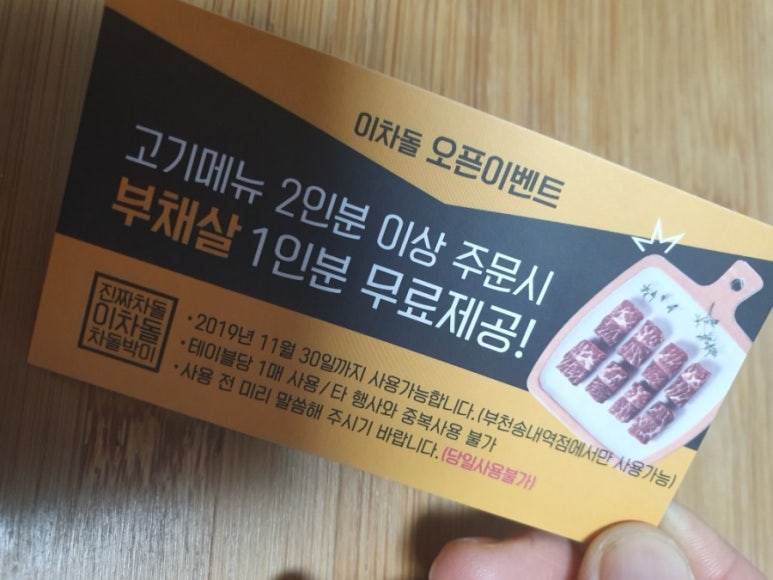 이차돌 오픈이벤트
고기메뉴 2인분 이상 주문시
부채살 1인분 무료제공!
진짜차돌
이차돌
차돌박이
·2019년 11월 30일까지 사용가능합니다.(부천송내역점에서만 사용가능)
·테이블당 1매 사용/타 행사와 중복사용 불가
·사용 전 미리 말씀해 주시기 바랍니다.(당일사용불가)